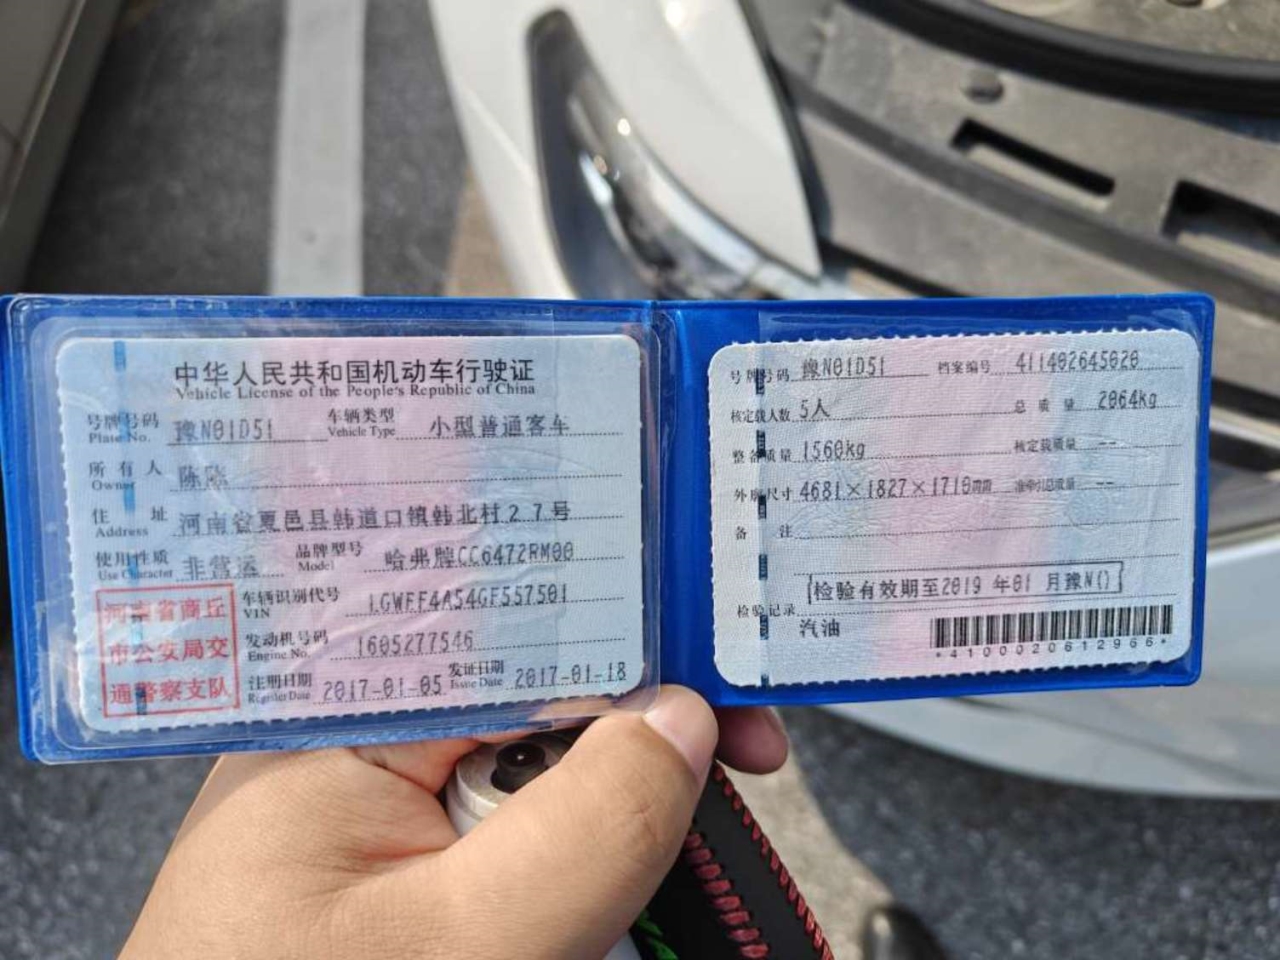 中华人民共和国机动车行驶证
Vehicle License of the People's Republic of China
号牌号码 豫N01D51 车辆类型 小型普通客车
Plate No. Vehicle Type
所有人 陈陈
Owner
住址 河南省夏邑县韩道口镇韩北村27号
Address
使用性质 非营运 品牌型号 哈弗牌CC6472RM00
Use Character Model
车辆识别代号 LGWFF4A54GF557501
VIN
发动机号码 1605277546
Engine No.
注册日期 2017-01-05 发证日期 2017-01-18
Register Date Issue Date
河南省商丘
市公安局交
通警察支队
号牌号码 豫N01D51 档案编号 411402645020
核定载人数 5人 总质量 2064kg
整备质量 1560kg 核定载质量 --
外廓尺寸 4681×1827×1710mm 准牵引总质量 --
备注
检验有效期至2019年01月豫N()
检验记录
汽油
*4100020612966*